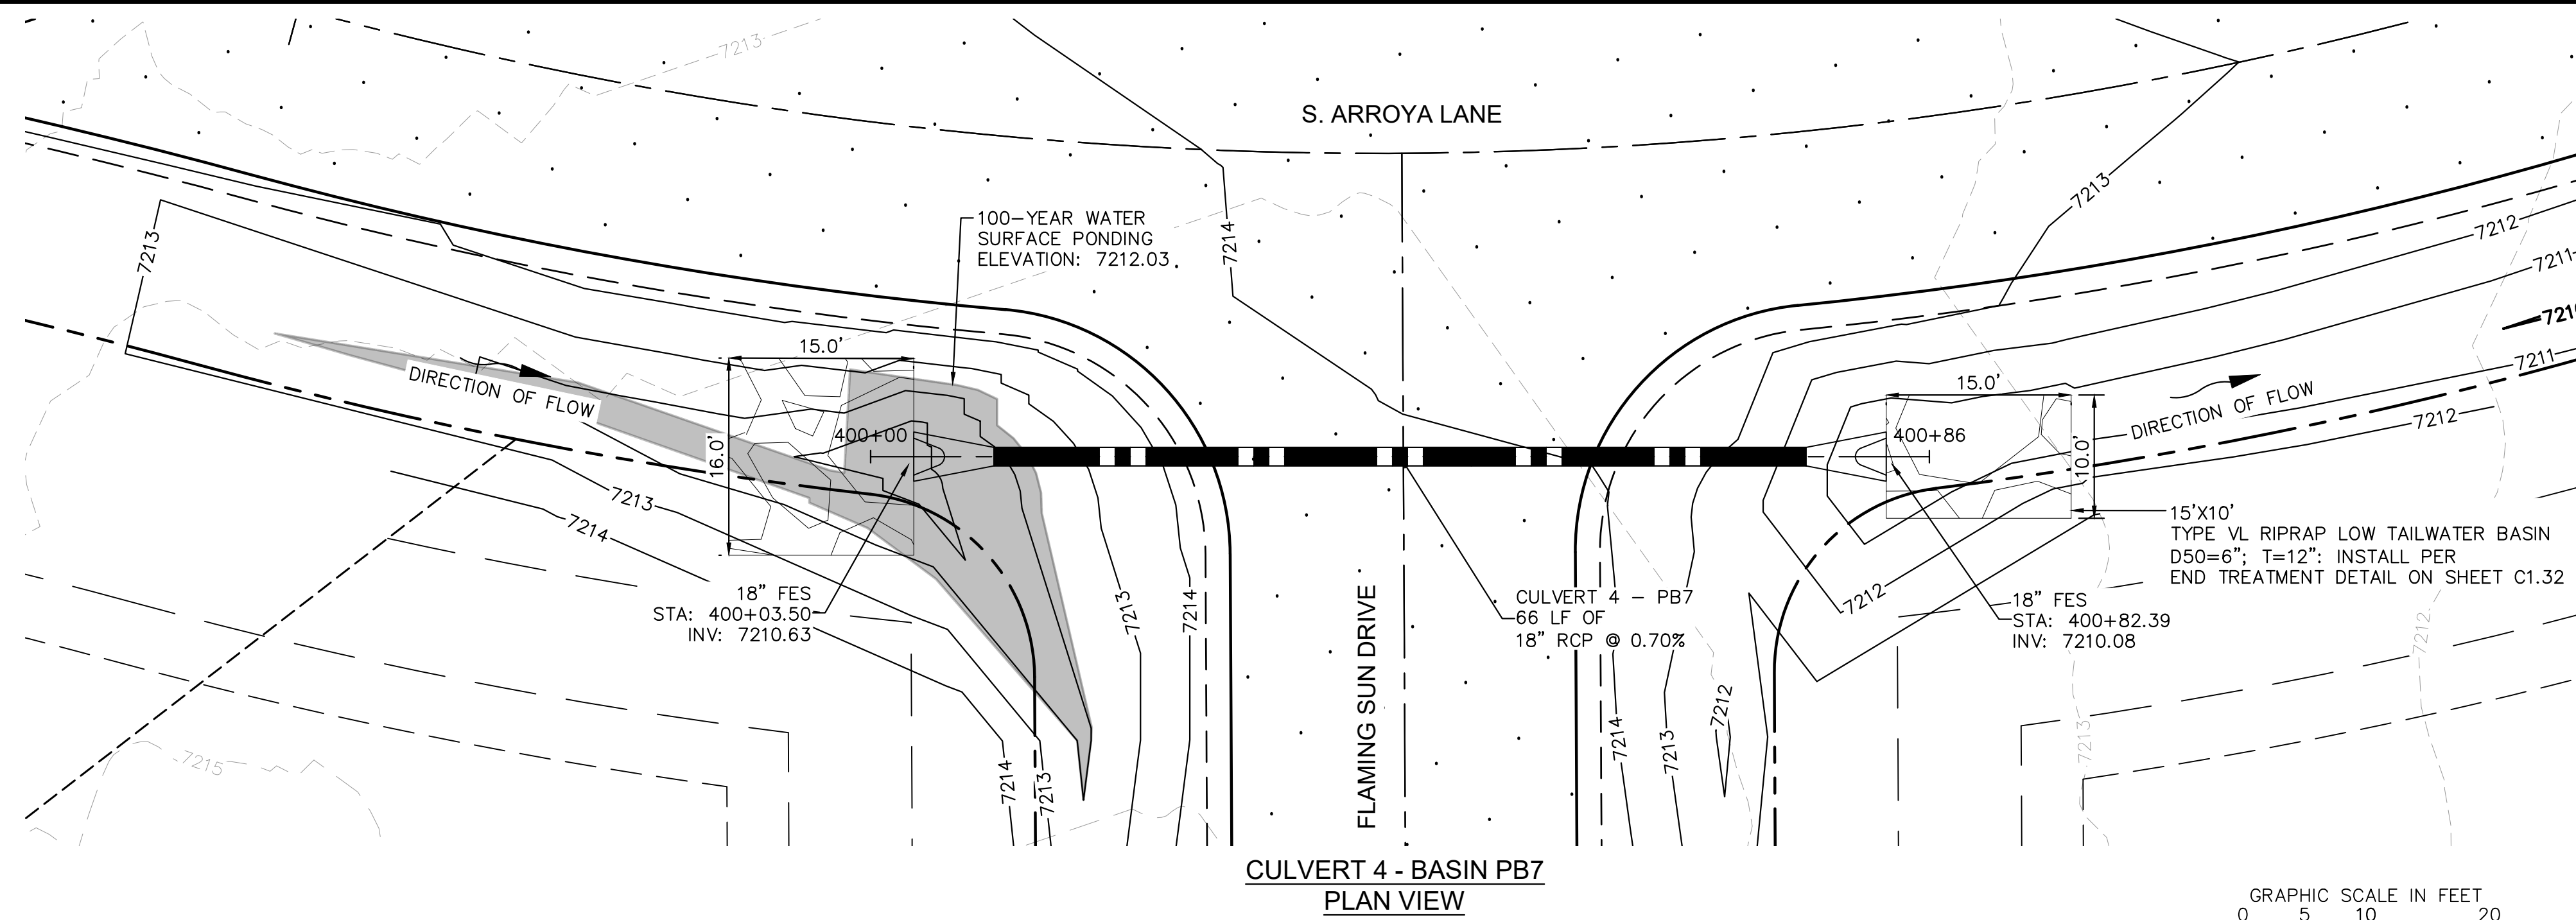 7213
S. ARROYA LANE
7213
100-YEAR WATER
SURFACE PONDING
ELEVATION: 7212.03
7214
7213
7212
7211
7210
7211
7212
15.0'
16.0'
DIRECTION OF FLOW
400+00
15.0'
10.0'
400+86
DIRECTION OF FLOW
7213
7214
15'X10'
TYPE VL RIPRAP LOW TAILWATER BASIN
D50=6"; T=12": INSTALL PER
END TREATMENT DETAIL ON SHEET C1.32
18" FES
STA: 400+03.50
INV: 7210.63
7213
7214
CULVERT 4 - PB7
66 LF OF
18" RCP @ 0.70%
7212
18" FES
STA: 400+82.39
INV: 7210.08
7212
FLAMING SUN DRIVE
7215
7214
7213
7214
7213
7212
7213
CULVERT 4 - BASIN PB7
PLAN VIEW
GRAPHIC SCALE IN FEET
0 5 10 20